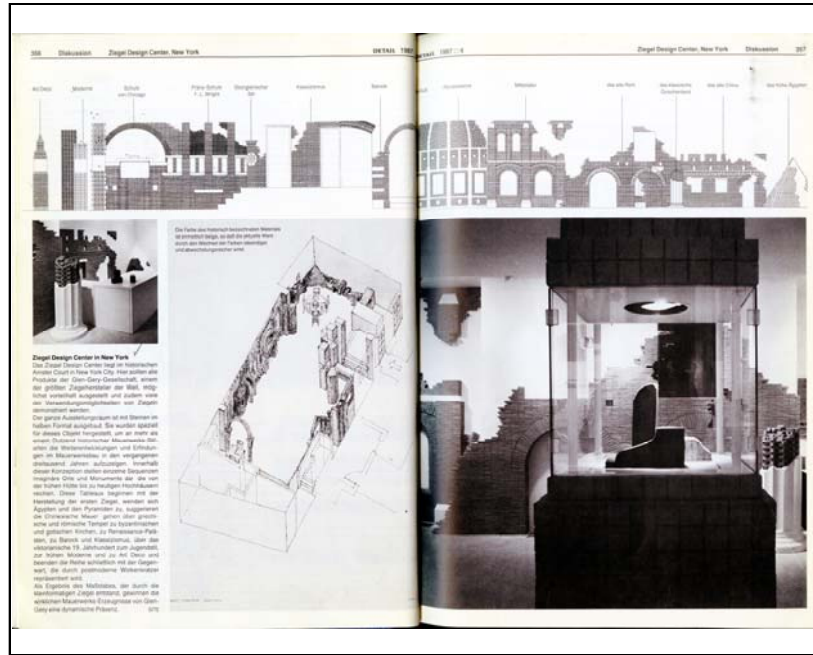 356 Diskussion Ziegel Design Center, New York
DETAIL 1987
DETAIL 1987 □ 4
Ziegel Design Center, New York Diskussion 357
Art Deco
Moderne
Schule
von Chicago
Prärie-Schule
F. L. Wright
Klassizismus
Barock
Renaissance
Mittelalter
das alte Rom
das klassische
Griechenland
das alte China
das frühe Ägypten
Die Farbe des historisch bezeichneten Materials
ist einheitlich beige, so daß die aktuelle Ware
durch den Wechsel der Farben lebendiger
und abwechslungsreicher wirkt.
Ziegel Design Center in New York
Das Ziegel Design Center liegt im historischen
Amster Court in New York City. Hier sollten alle
Produkte der Glen-Gery-Gesellschaft, einem
der größten Ziegelhersteller der Welt, mög-
lichst vorteilhaft ausgestellt und zudem viele
der Verwendungsmöglichkeiten von Ziegeln
demonstriert werden.
Der ganze Ausstellungsraum ist mit Steinen im
halben Format ausgebaut. Sie wurden speziell
für dieses Objekt hergestellt, um an mehr als
einem Dutzend historischer Mauerwerks-
die Weiterentwicklungen und Erfindun-
gen im Mauerwerksbau in den vergangenen
dreitausend Jahren aufzuzeigen. Innerhalb
dieser Konzeption stellen einzelne Sequenzen
imaginäre Orte und Monumente dar, die von
der frühen Hütte bis zu heutigen Hochhäusern
reichen. Diese Tableaus beginnen mit der
Herstellung der ersten Ziegel, wenden sich
Ägypten und den Pyramiden zu, suggerieren
die Chinesische Mauer, gehen über griechi-
sche und römische Tempel zu byzantinischen
und gotischen Kirchen, zu Renaissance-Palä-
sten, zu Barock und Klassizismus, über das
viktorianische 19. Jahrhundert zum Jugendstil,
zur frühen Moderne und zu Art Deco und
beenden die Reihe schließlich mit der Gegen-
wart, die durch postmoderne Wolkenkratzer
repräsentiert wird.
Als Ergebnis des Maßstabes, der durch die
kleinformatigen Ziegel entstand, gewinnen die
wirklichen Mauerwerks-Erzeugnisse von Glen-
Gery eine dynamische Präsenz.